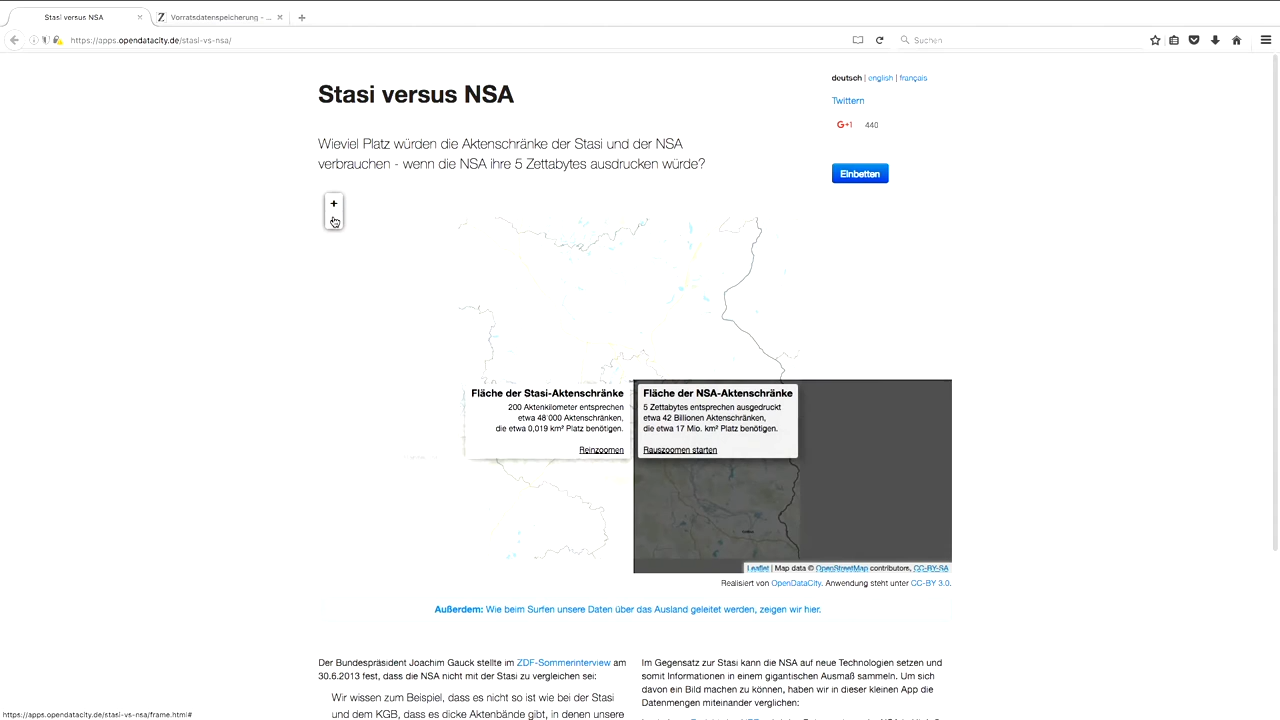 Stasi versus NSA
Vorratsdatenspeicherung - ...
https://apps.opendatacity.de/stasi-vs-nsa/
Suchen
Stasi versus NSA
deutsch | english | français
Twittern
G+1 440
Einbetten
Wieviel Platz würden die Aktenschränke der Stasi und der NSA
verbrauchen - wenn die NSA ihre 5 Zettabytes ausdrucken würde?
+
Fläche der Stasi-Aktenschränke
200 Aktenkilometer entsprechen
etwa 48'000 Aktenschränken,
die etwa 0,019 km² Platz benötigen.
Reinzoomen
Fläche der NSA-Aktenschränke
5 Zettabytes entsprechen ausgedruckt
etwa 42 Billionen Aktenschränken,
die etwa 17 Mio. km² Platz benötigen.
Rauszoomen starten
Leaflet | Map data © OpenStreetMap contributors, CC-BY-SA
Realisiert von OpenDataCity. Anwendung steht unter CC-BY 3.0.
Außerdem: Wie beim Surfen unsere Daten über das Ausland geleitet werden, zeigen wir hier.
Der Bundespräsident Joachim Gauck stellte im ZDF-Sommerinterview am
30.6.2013 fest, dass die NSA nicht mit der Stasi zu vergleichen sei:
Wir wissen zum Beispiel, dass es nicht so ist wie bei der Stasi
und dem KGB, dass es dicke Aktenbände gibt, in denen unsere
Im Gegensatz zur Stasi kann die NSA auf neue Technologien setzen und
somit Informationen in einem gigantischen Ausmaß sammeln. Um sich
davon ein Bild machen zu können, haben wir in dieser kleinen App die
Datenmengen miteinander verglichen:
https://apps.opendatacity.de/stasi-vs-nsa/frame.html#